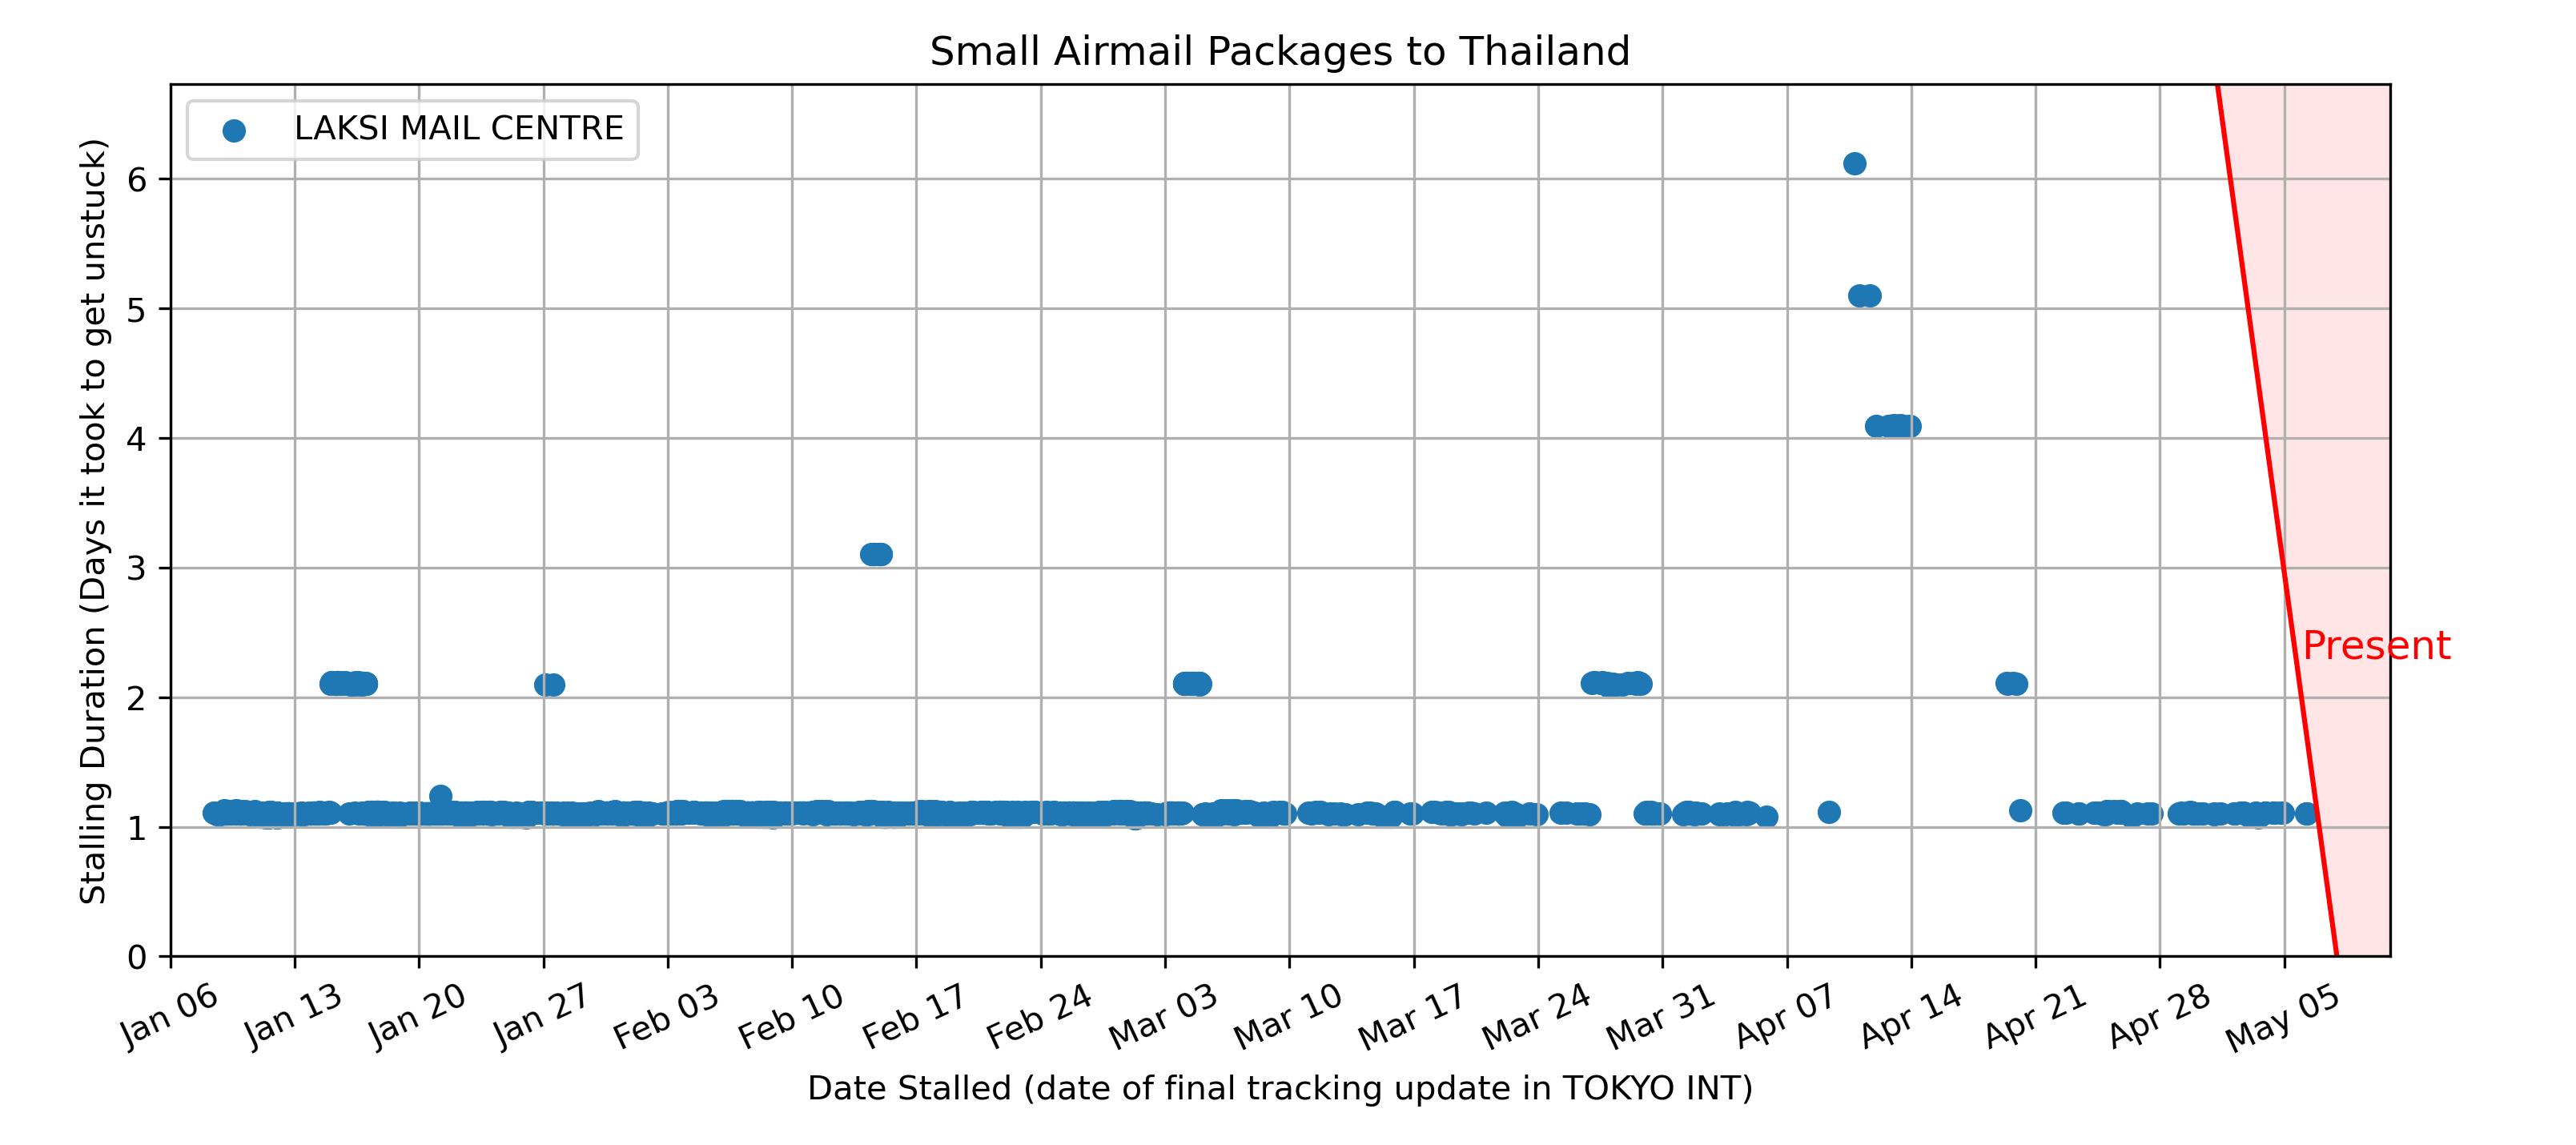 Small Airmail Packages to Thailand
LAKSI MAIL CENTRE
Stalling Duration (Days it took to get unstuck)
6
5
4
3
2
1
0
Present
Jan 06
Jan 13
Jan 20
Jan 27
Feb 03
Feb 10
Feb 17
Feb 24
Mar 03
Mar 10
Mar 17
Mar 24
Mar 31
Apr 07
Apr 14
Apr 21
Apr 28
May 05
Date Stalled (date of final tracking update in TOKYO INT)